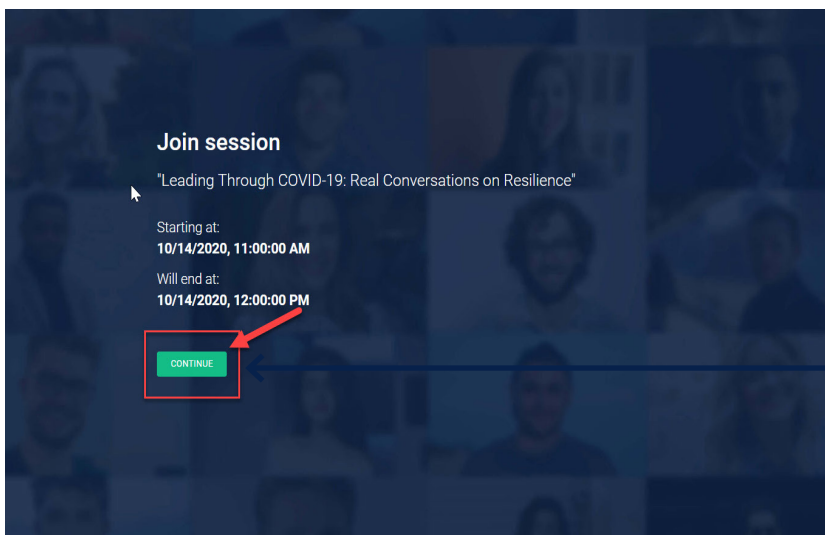 Join session
"Leading Through COVID-19: Real Conversations on Resilience"
Starting at:
10/14/2020, 11:00:00 AM
Will end at:
10/14/2020, 12:00:00 PM
CONTINUE